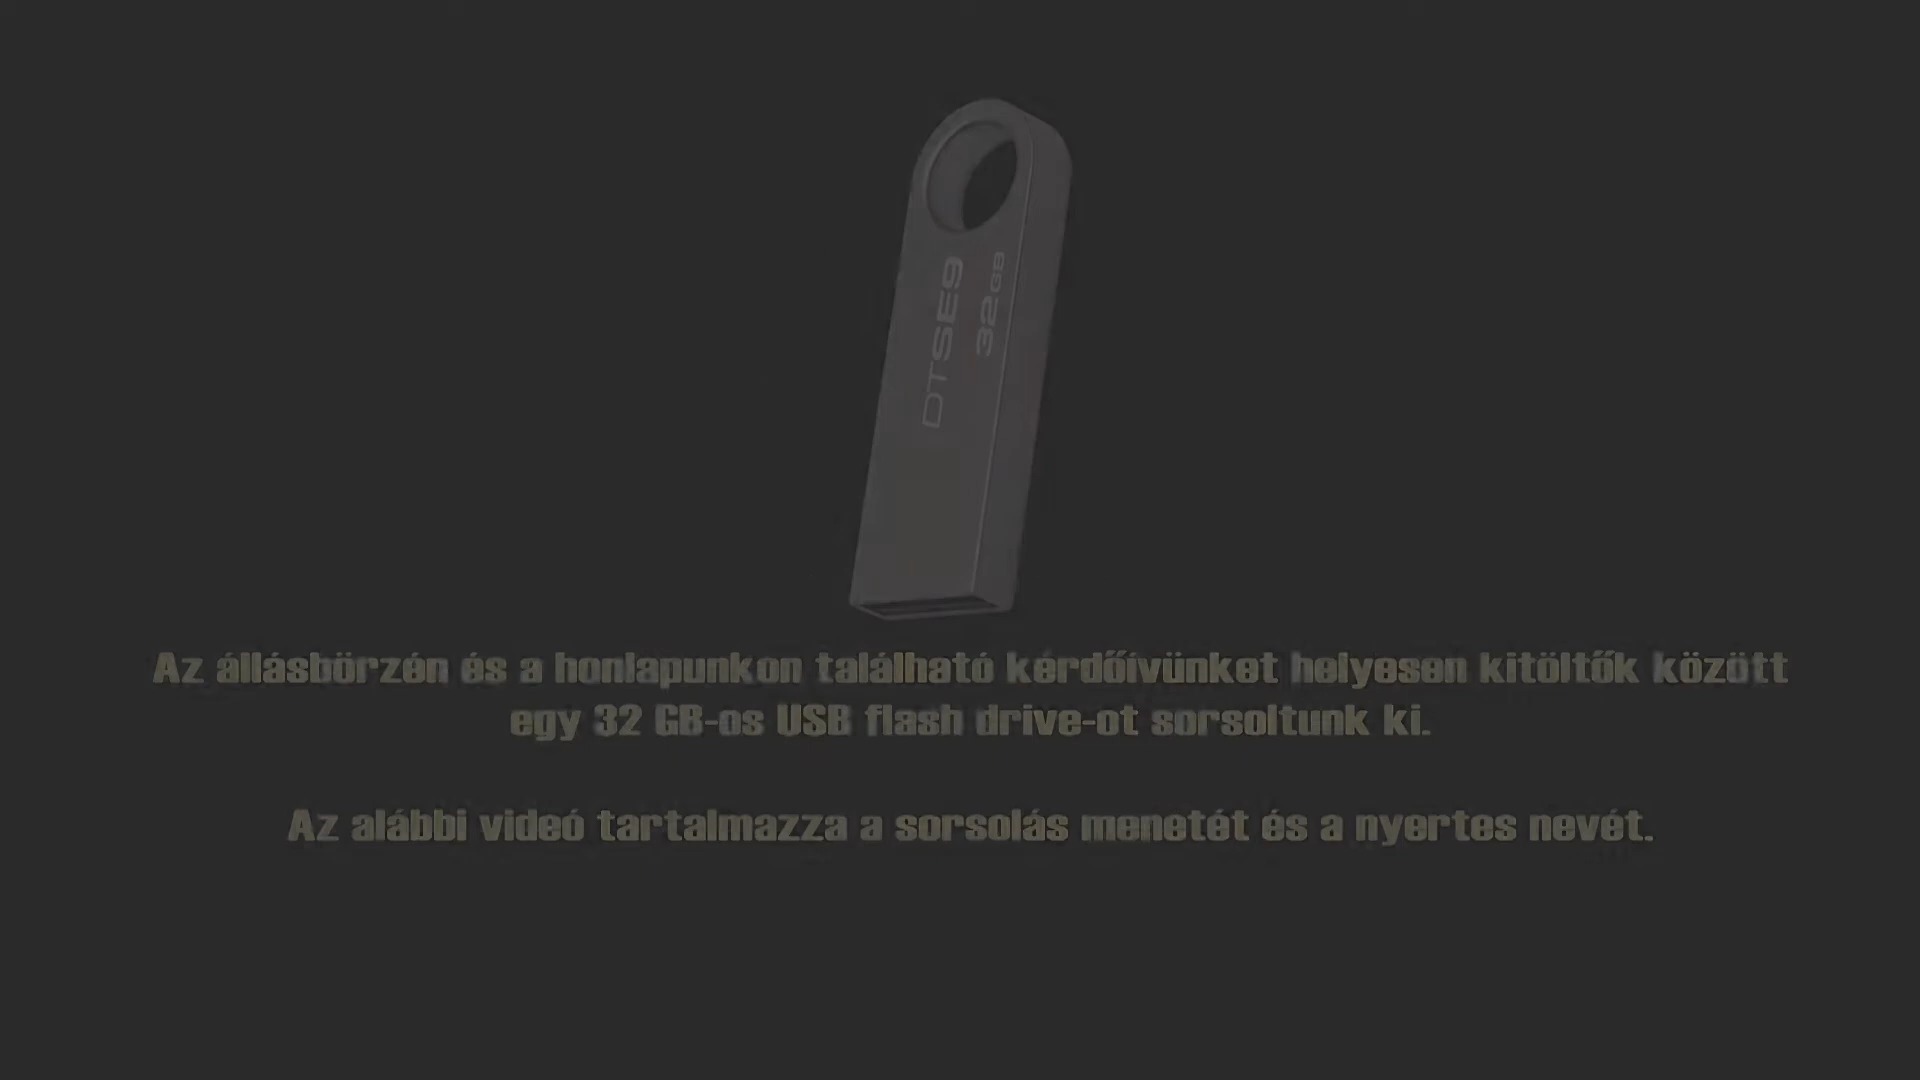 DTSE9
32GB
Az állásbörzén és a honlapunkon található kérdőívünket helyesen kitöltők között
egy 32 GB-os USB flash drive-ot sorsoltunk ki.
Az alábbi videó tartalmazza a sorsolás menetét és a nyertes nevét.